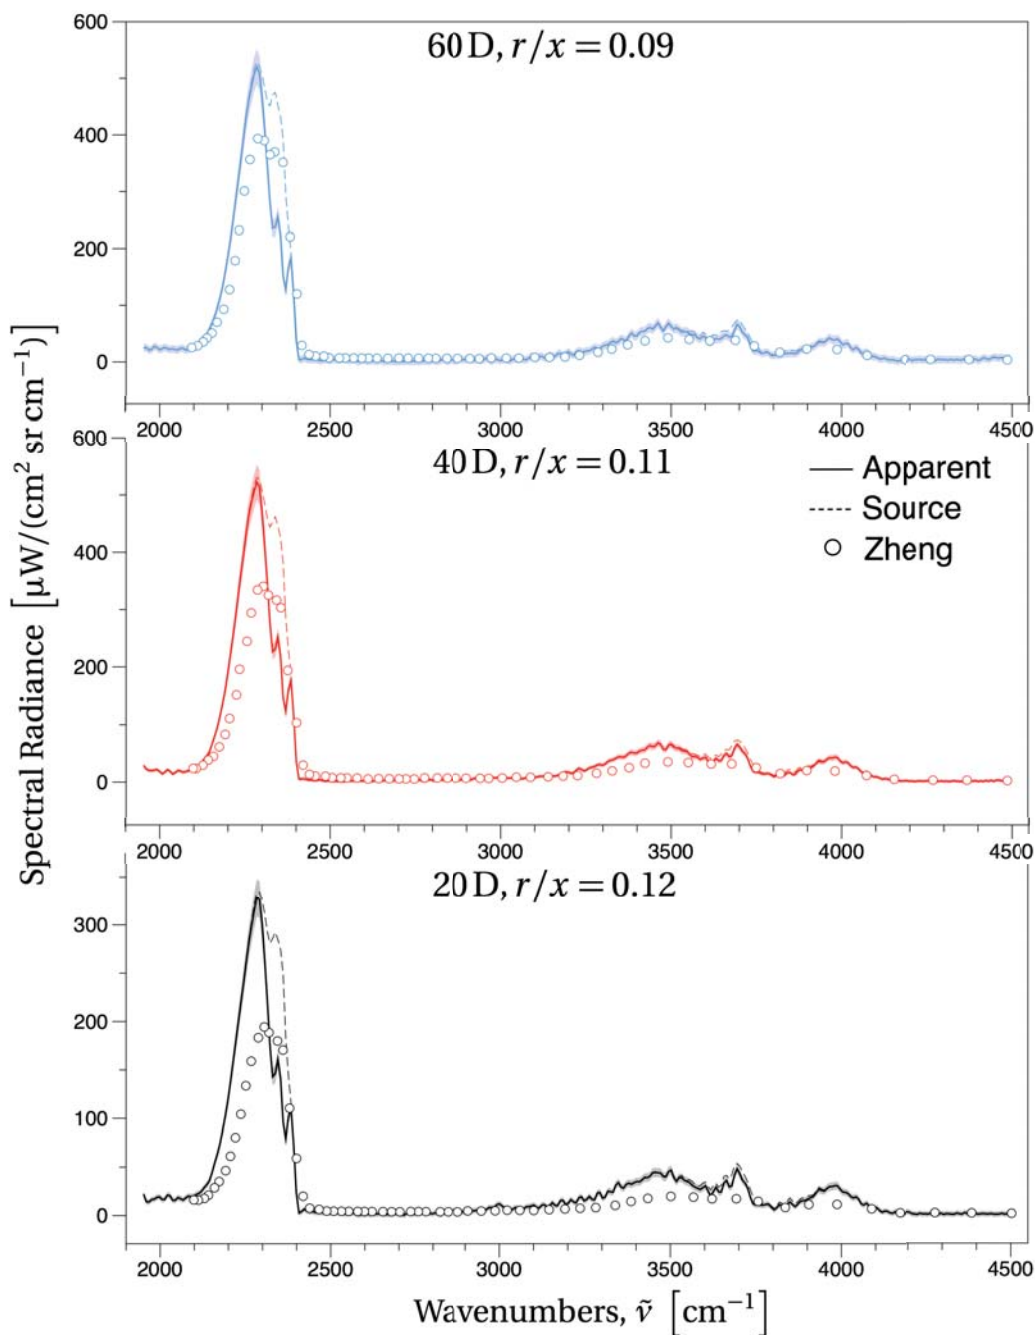 600
60 D, r/x = 0.09
400
200
0
2000 2500 3000 3500 4000 4500
600
40 D, r/x = 0.11
Apparent
Source
Zheng
400
200
0
2000 2500 3000 3500 4000 4500
20 D, r/x = 0.12
300
200
100
0
2000 2500 3000 3500 4000 4500
Spectral Radiance [μW/(cm² sr cm⁻¹)]
Wavenumbers, ν̃ [cm⁻¹]